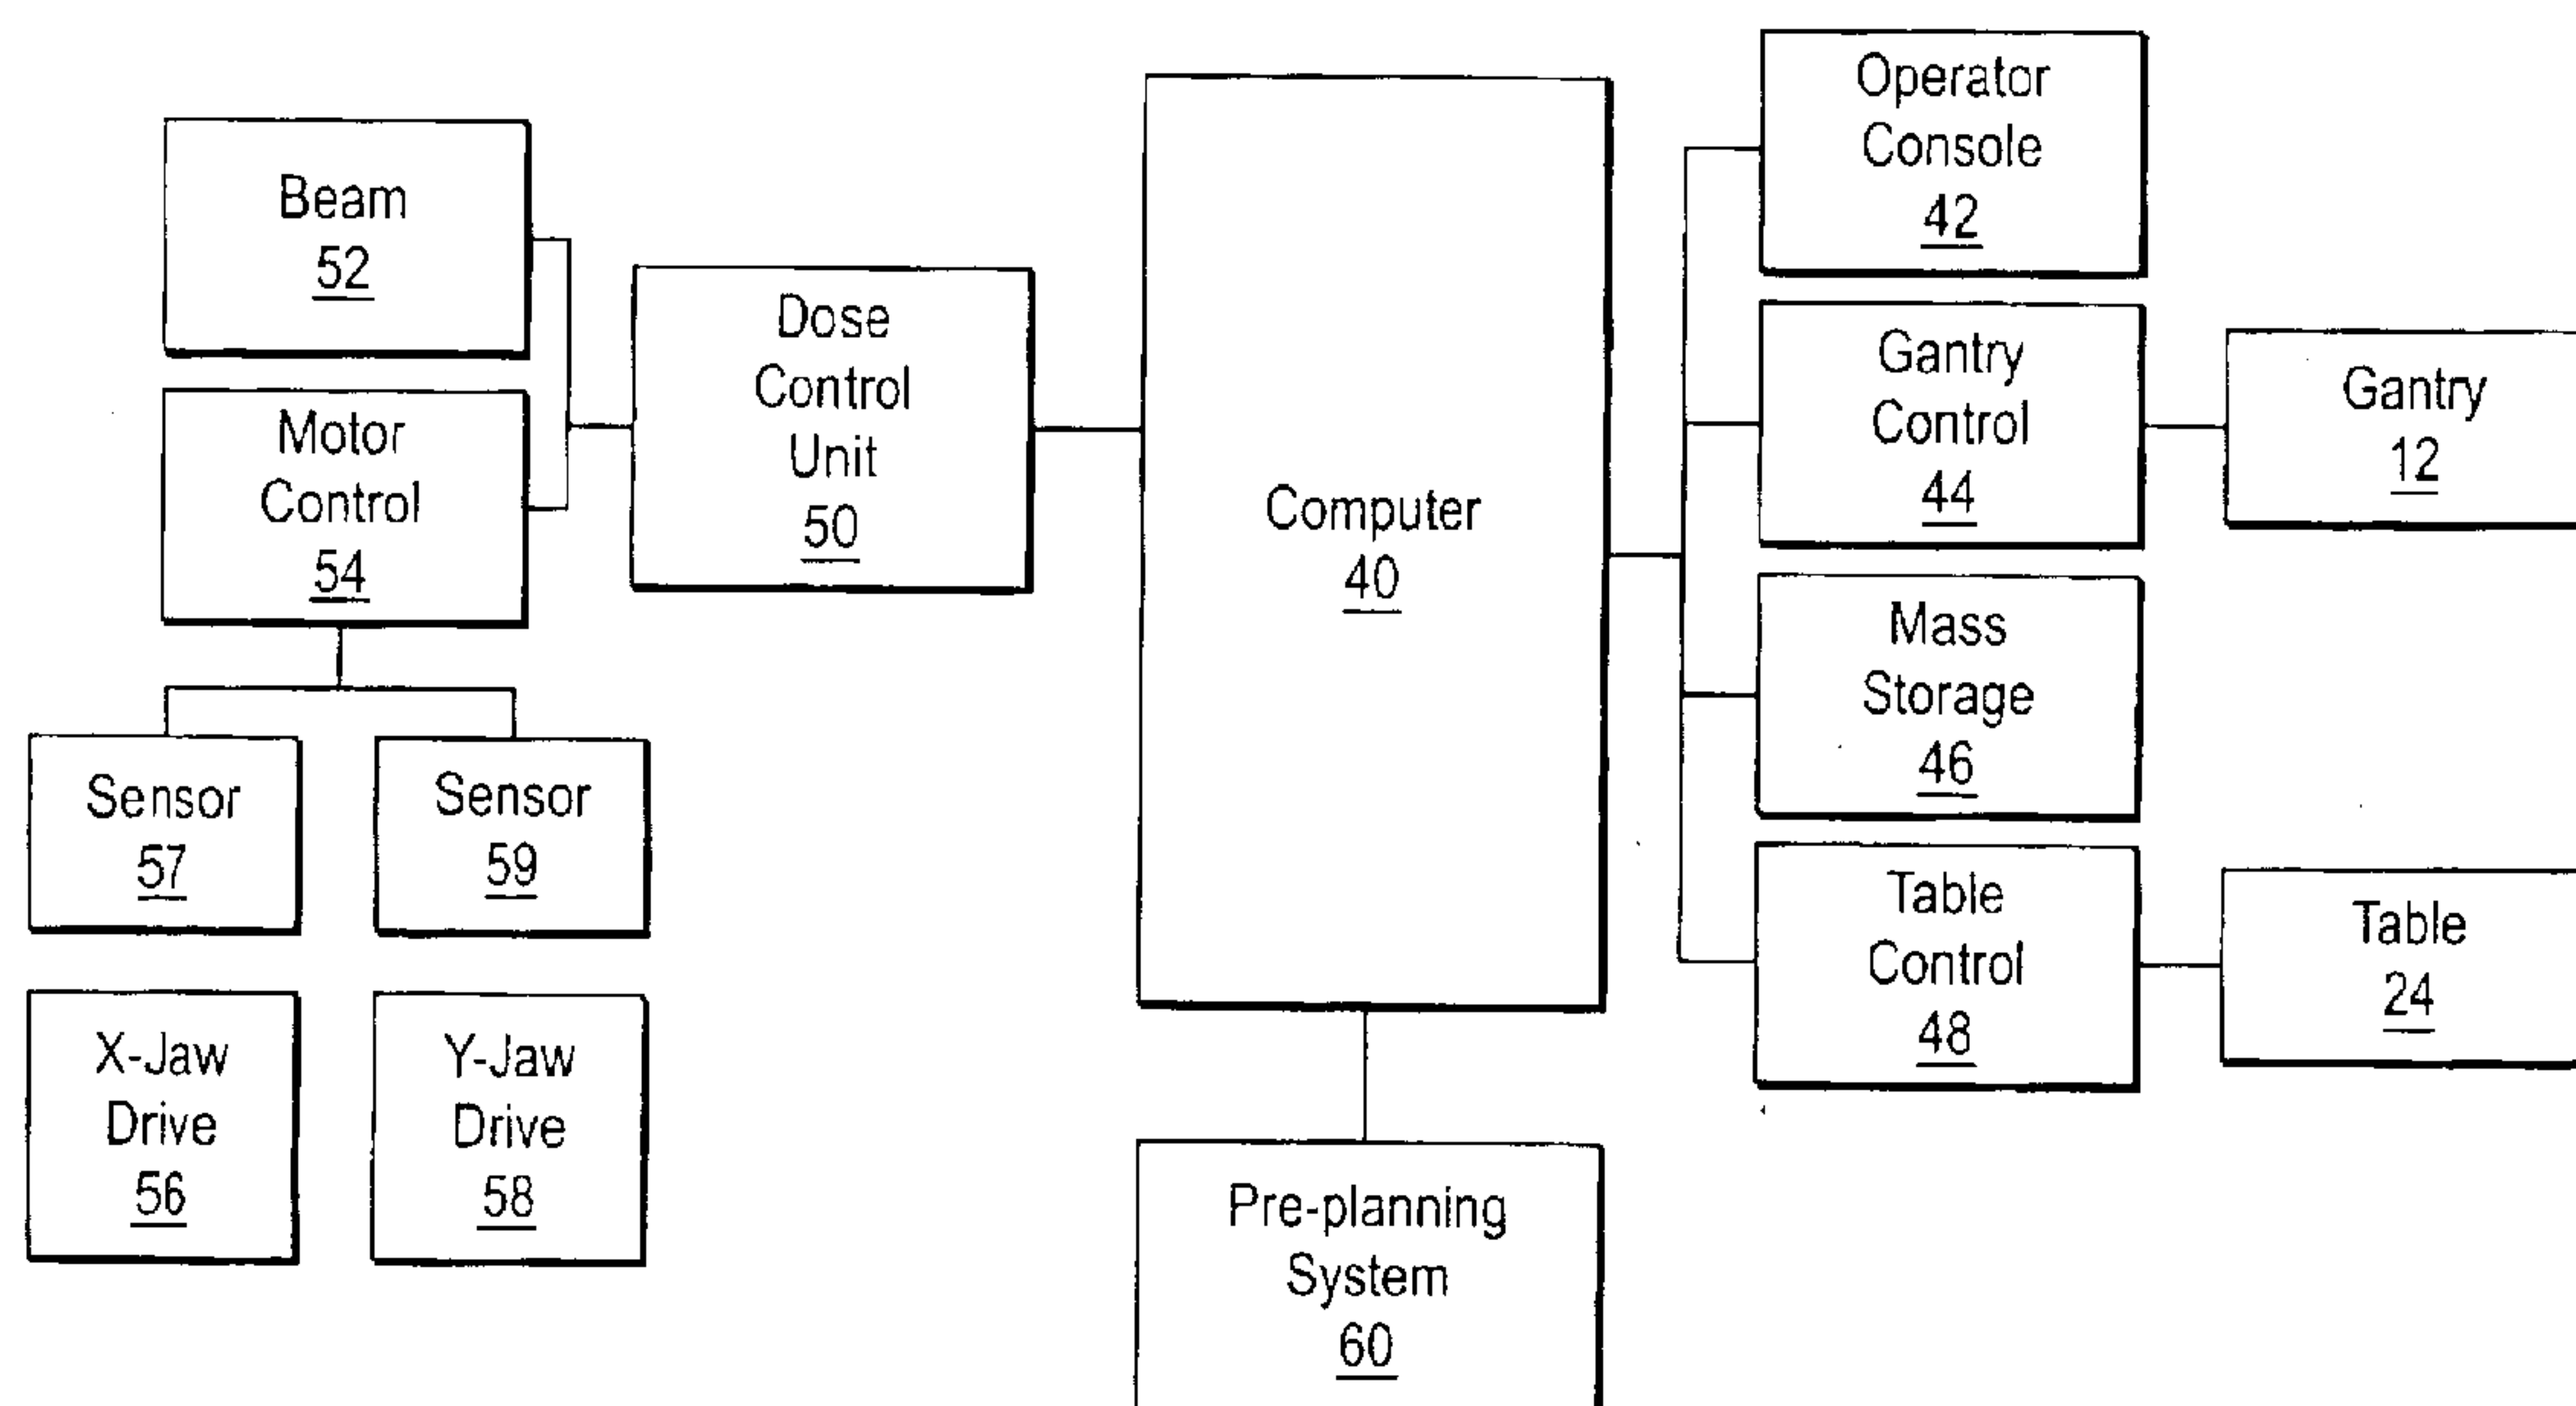 Beam
52
Motor
Control
54
Sensor
57
Sensor
59
X-Jaw
Drive
56
Y-Jaw
Drive
58
Dose
Control
Unit
50
Computer
40
Pre-planning
System
60
Operator
Console
42
Gantry
Control
44
Mass
Storage
46
Table
Control
48
Gantry
12
Table
24